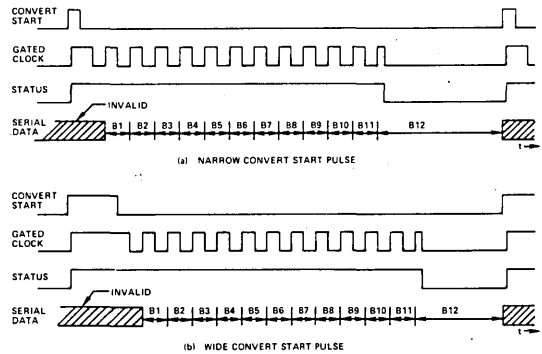 CONVERT
START
GATED
CLOCK
STATUS
INVALID
SERIAL
DATA
B1 B2 B3 B4 B5 B6 B7 B8 B9 B10 B11 B12
t
(a) NARROW CONVERT START PULSE
CONVERT
START
GATED
CLOCK
STATUS
INVALID
SERIAL
DATA
B1 B2 B3 B4 B5 B6 B7 B8 B9 B10 B11 B12
t
(b) WIDE CONVERT START PULSE